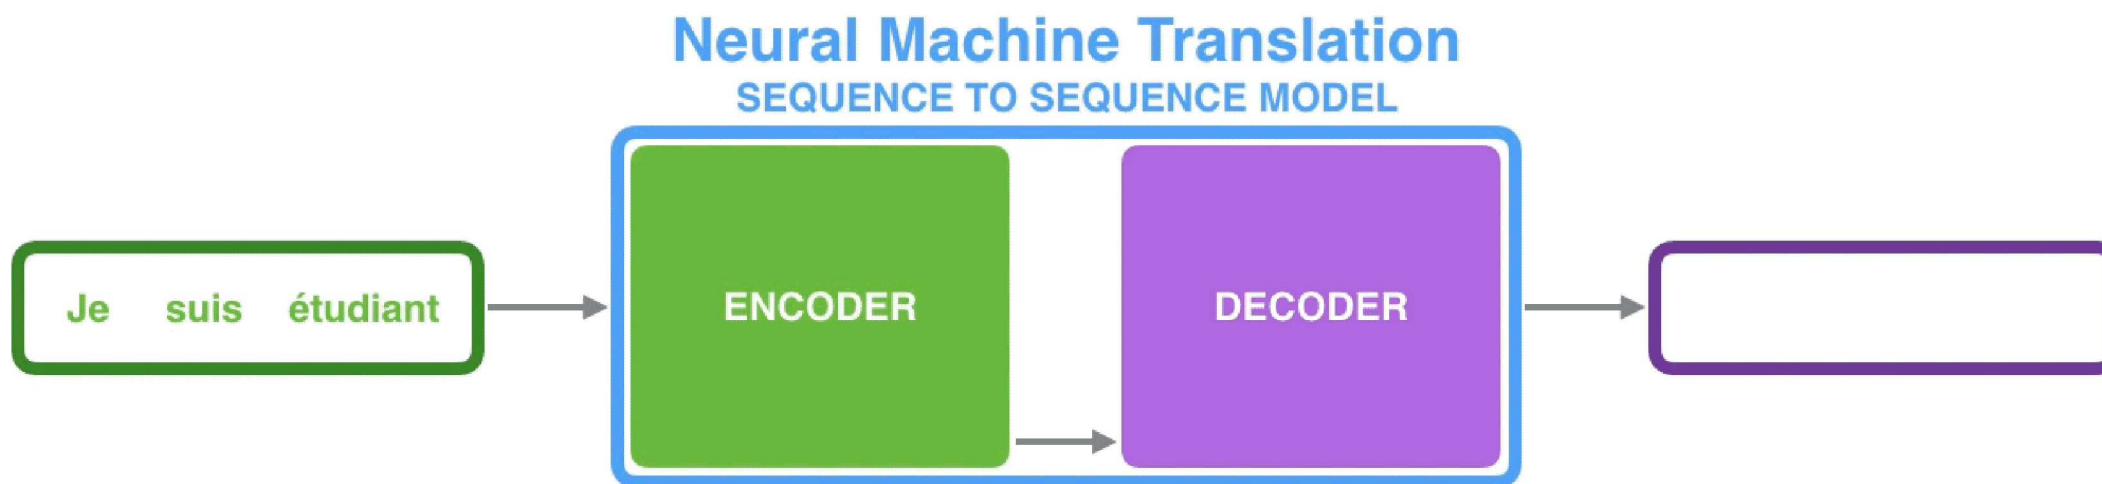 Neural Machine Translation
SEQUENCE TO SEQUENCE MODEL
Je suis étudiant
ENCODER
DECODER